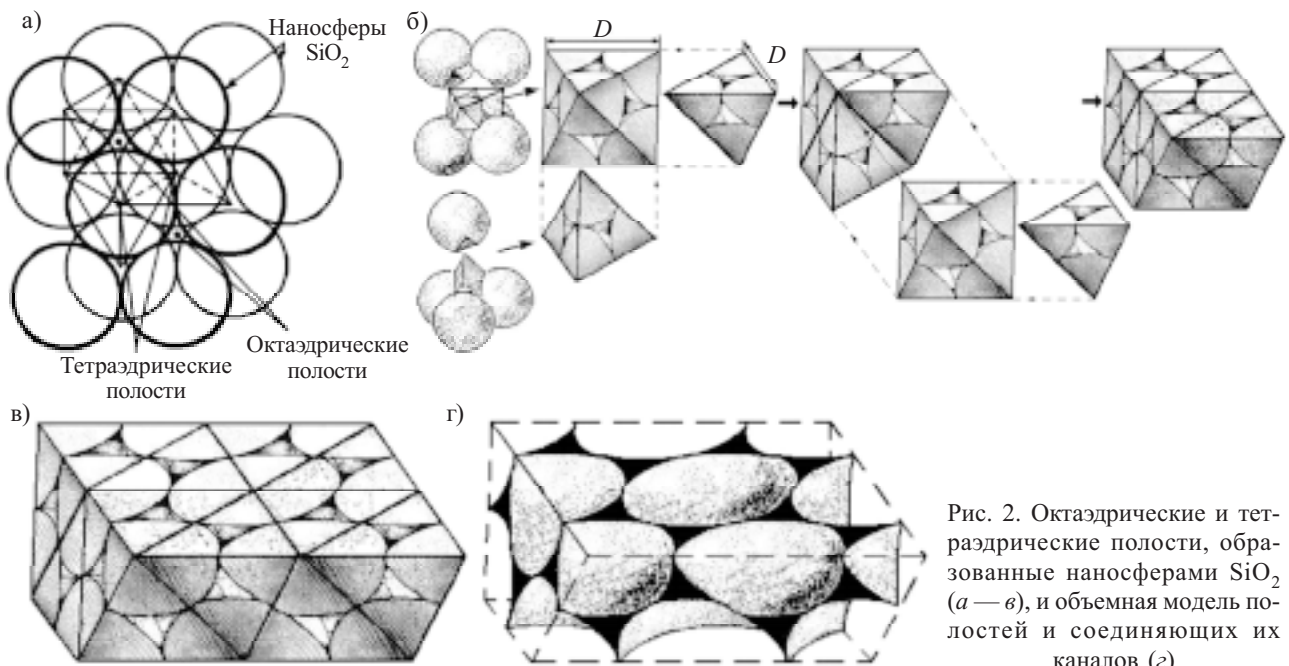 а)
Наносферы
SiO2
Тетраэдрические
полости
Октаэдрические
полости
б)
D
D
в)
г)
Рис. 2. Октаэдрические и тет-
раэдрические полости, обра-
зованные наносферами SiO2
(а — в), и объемная модель по-
лостей и соединяющих их
каналов (г)